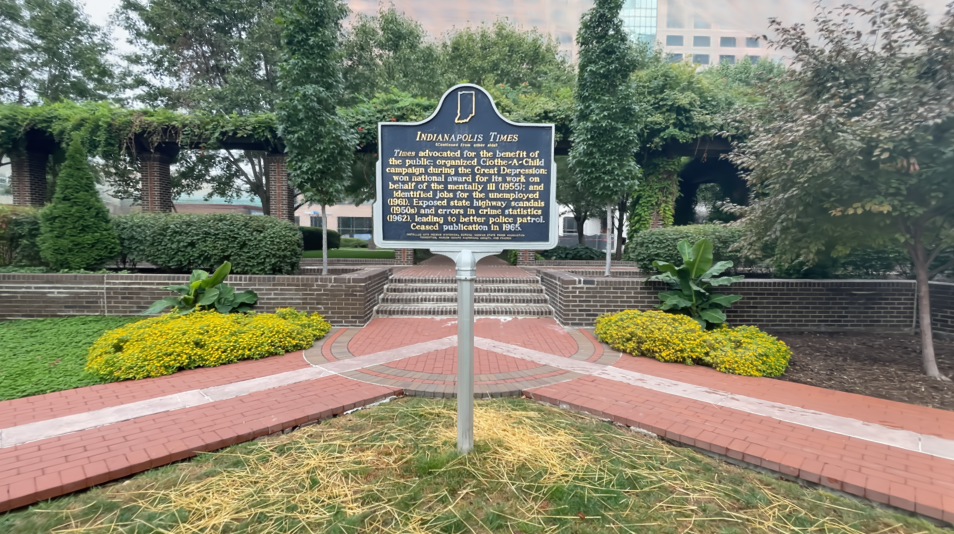 INDIANAPOLIS TIMES
(Continued from other side)
Times advocated for the benefit of
the public: organized Clothe-A-Child
campaign during the Great Depression;
won national award for its work on
behalf of the mentally ill (1955); and
identified jobs for the unemployed
(1961). Exposed state highway scandals
(1950s) and errors in crime statistics
(1962), leading to better police patrol.
Ceased publication in 1965.